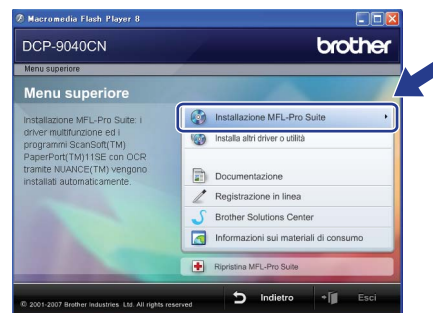 Macromedia Flash Player 8
DCP-9040CN
brother
Menu superiore
Menu superiore
Installazione MFL-Pro Suite: i
driver multifunzione ed i
programmi ScanSoft(TM)
PaperPort(TM)11SE con OCR
tramite NUANCE(TM) vengono
installati automaticamente.
Installazione MFL-Pro Suite
Installa altri driver o utilità
Documentazione
Registrazione in linea
Brother Solutions Center
Informazioni sui materiali di consumo
Ripristina MFL-Pro Suite
© 2001-2007 Brother Industries Ltd. All rights reserved
Indietro
Esci